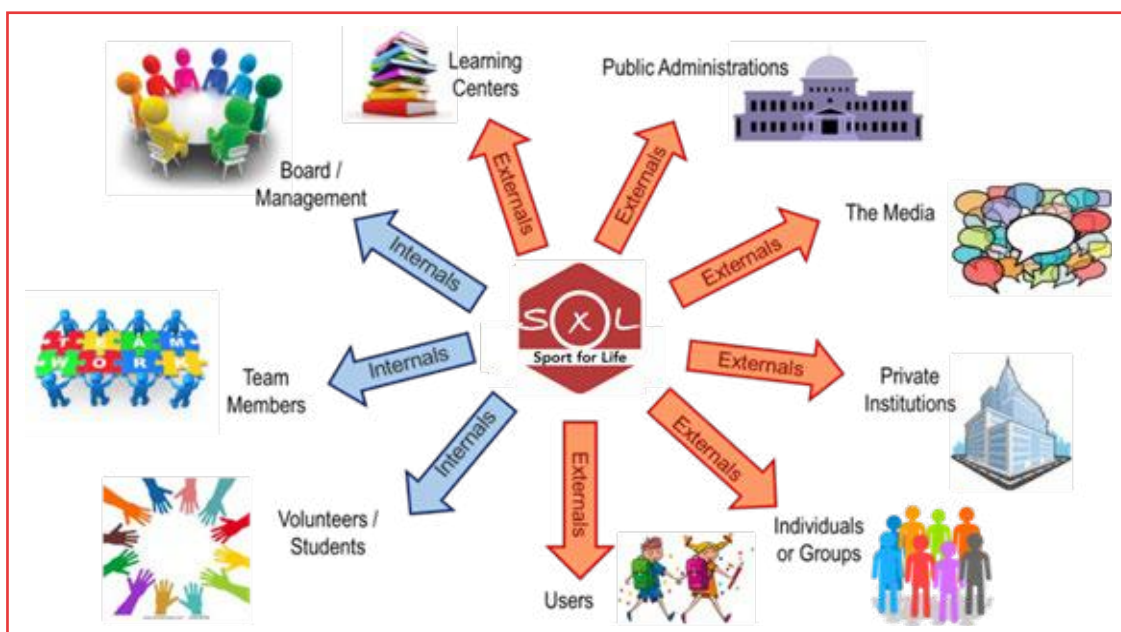 Learning
Centers
Public Administrations
Board /
Management
The Media
Externals
Externals
Internals
Externals
S X L
Sport for Life
T E A M
W O R
Team
Members
Internals
Externals
Private
Institutions
Internals
Externals
Externals
Volunteers /
Students
Individuals
or Groups
Users